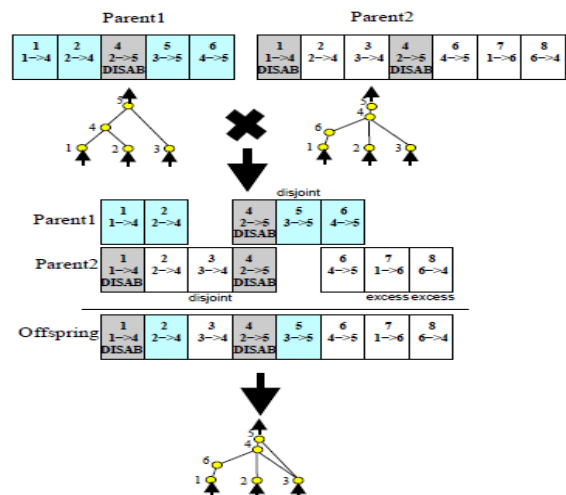 Parent1 Parent2
1 2 4 5 6 1 2 3 4 6 7 8
1->4 2->4 2->5 3->5 4->5 1->4 2->4 3->4 2->5 4->5 1->6 6->4
DISAB DISAB DISAB
5 5
4 4
6
1 2 3 1 2 3
disjoint
Parent1 1 2 4 5 6
1->4 2->4 2->5 3->5 4->5
DISAB
Parent2 1 2 3 4 6 7 8
1->4 2->4 3->4 2->5 4->5 1->6 6->4
DISAB DISAB
disjoint excess excess
Offspring 1 2 3 4 5 6 7 8
1->4 2->4 3->4 2->5 3->5 4->5 1->6 6->4
DISAB DISAB
5
4
6
1 2 3